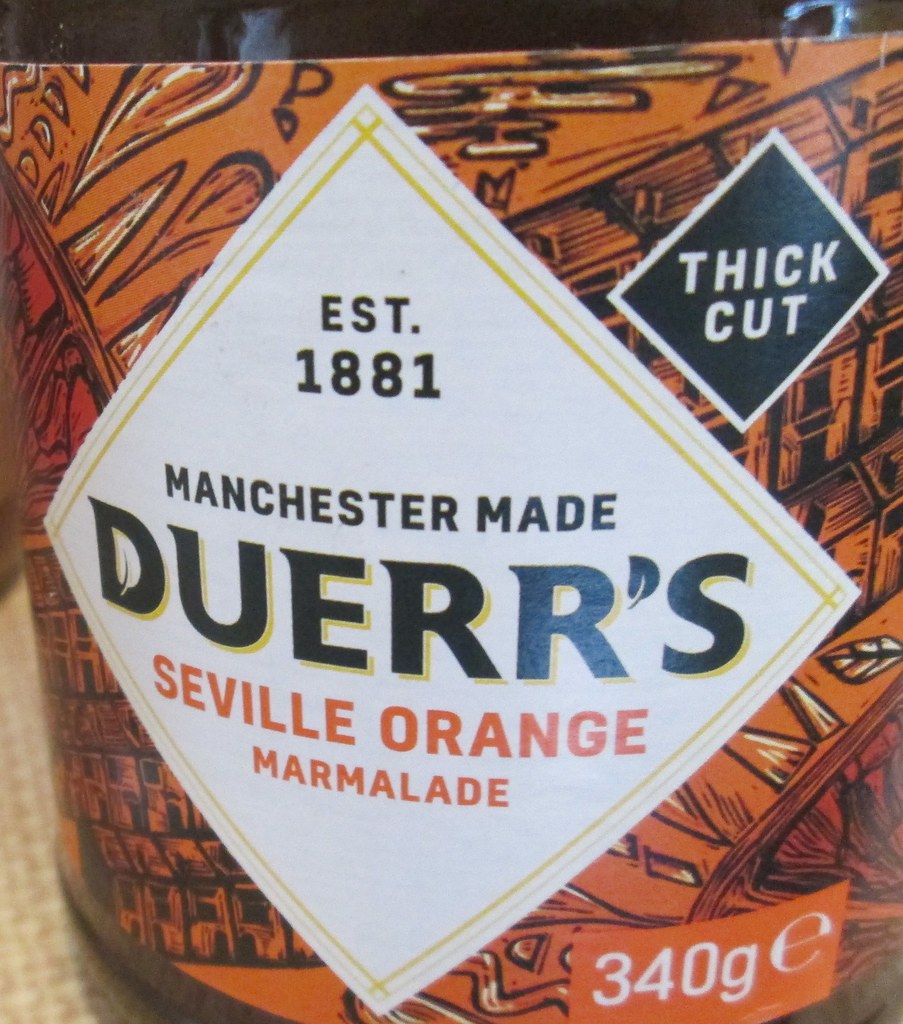 EST.
1881
THICK
CUT
MANCHESTER MADE
DUERR'S
SEVILLE ORANGE
MARMALADE
340g ℮